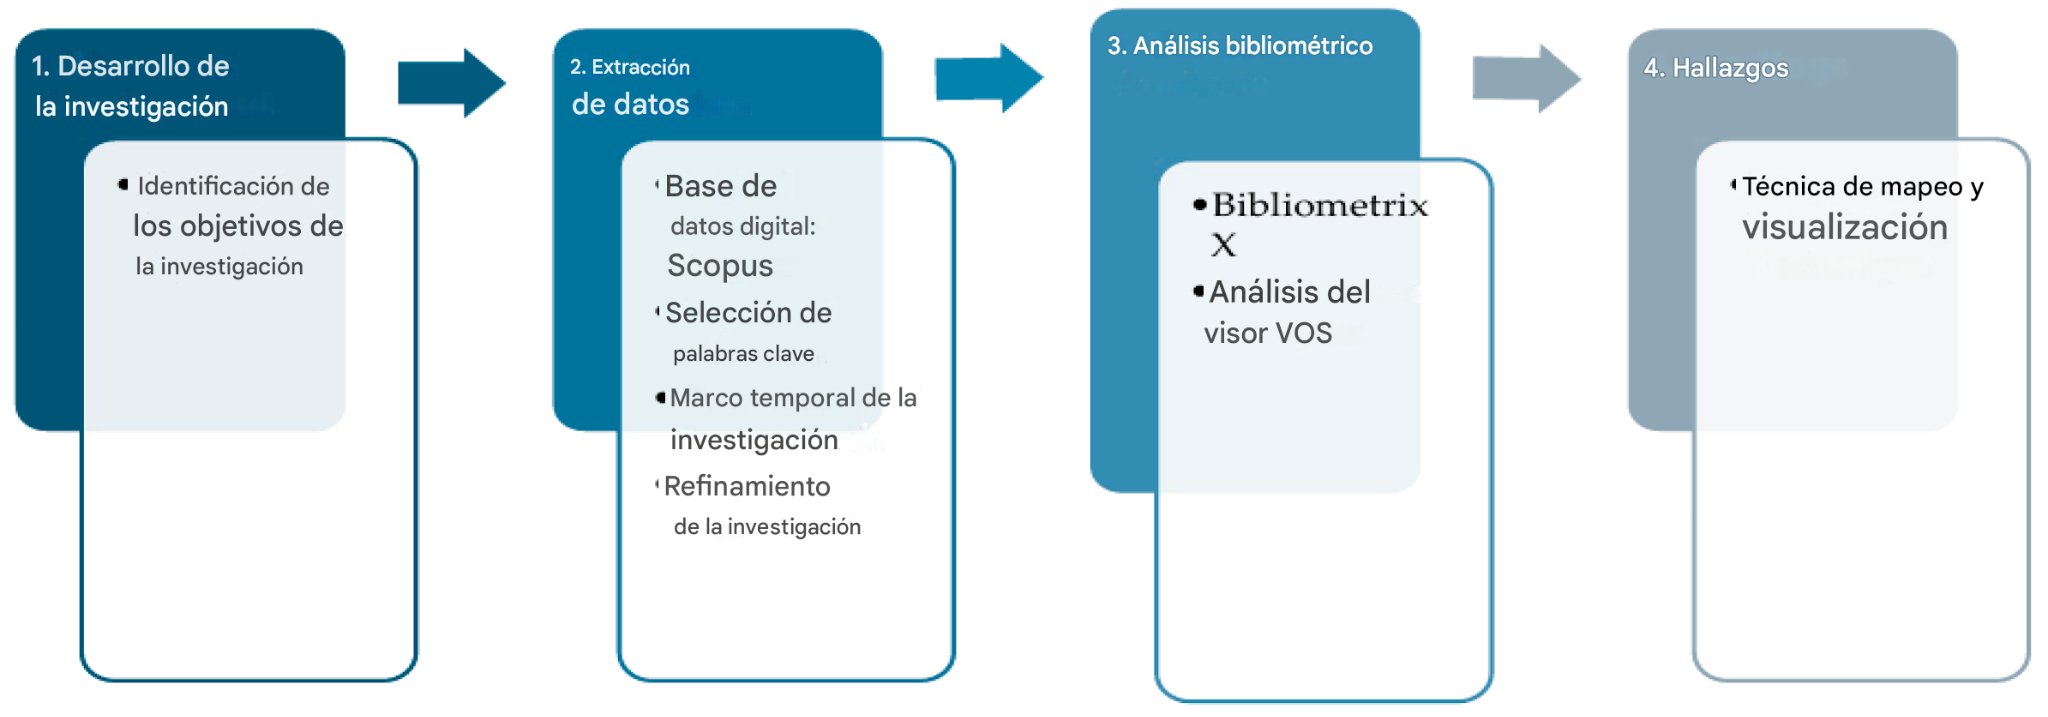 1. Desarrollo de
la investigación
• Identificación de
los objetivos de
la investigación
2. Extracción
de datos
• Base de
datos digital:
Scopus
• Selección de
palabras clave
• Marco temporal de la
investigación
• Refinamiento
de la investigación
3. Análisis bibliométrico
• Bibliometrix
X
• Análisis del
visor VOS
4. Hallazgos
• Técnica de mapeo y
visualización